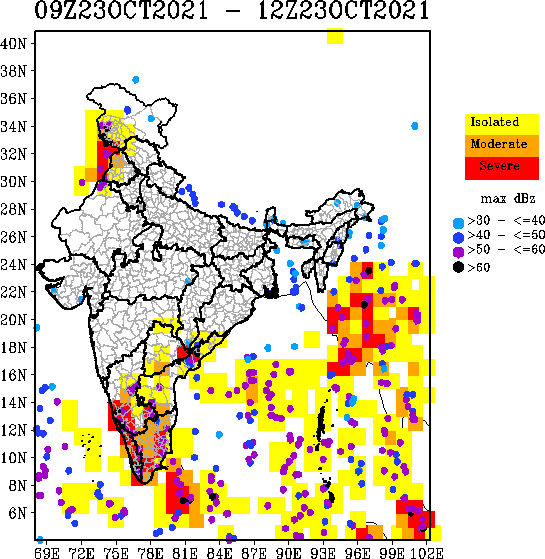 09Z23OCT2021 - 12Z23OCT2021
40N
38N
36N
34N
32N
30N
28N
26N
24N
22N
20N
18N
16N
14N
12N
10N
8N
6N
69E 72E 75E 78E 81E 84E 87E 90E 93E 96E 99E 102E
Isolated
Moderate
Severe
max dBz
>30 - <=40
>40 - <=50
>50 - <=60
>60